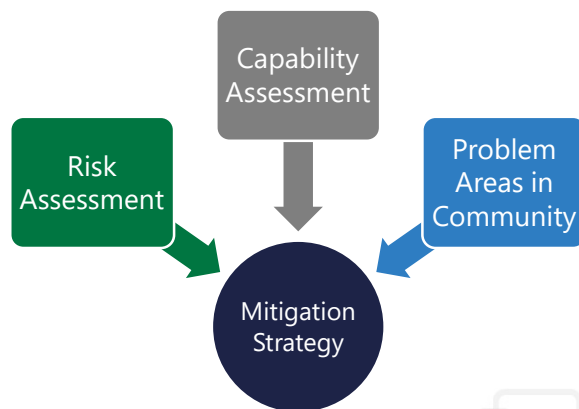 Capability
Assessment
Risk
Assessment
Problem
Areas in
Community
Mitigation
Strategy